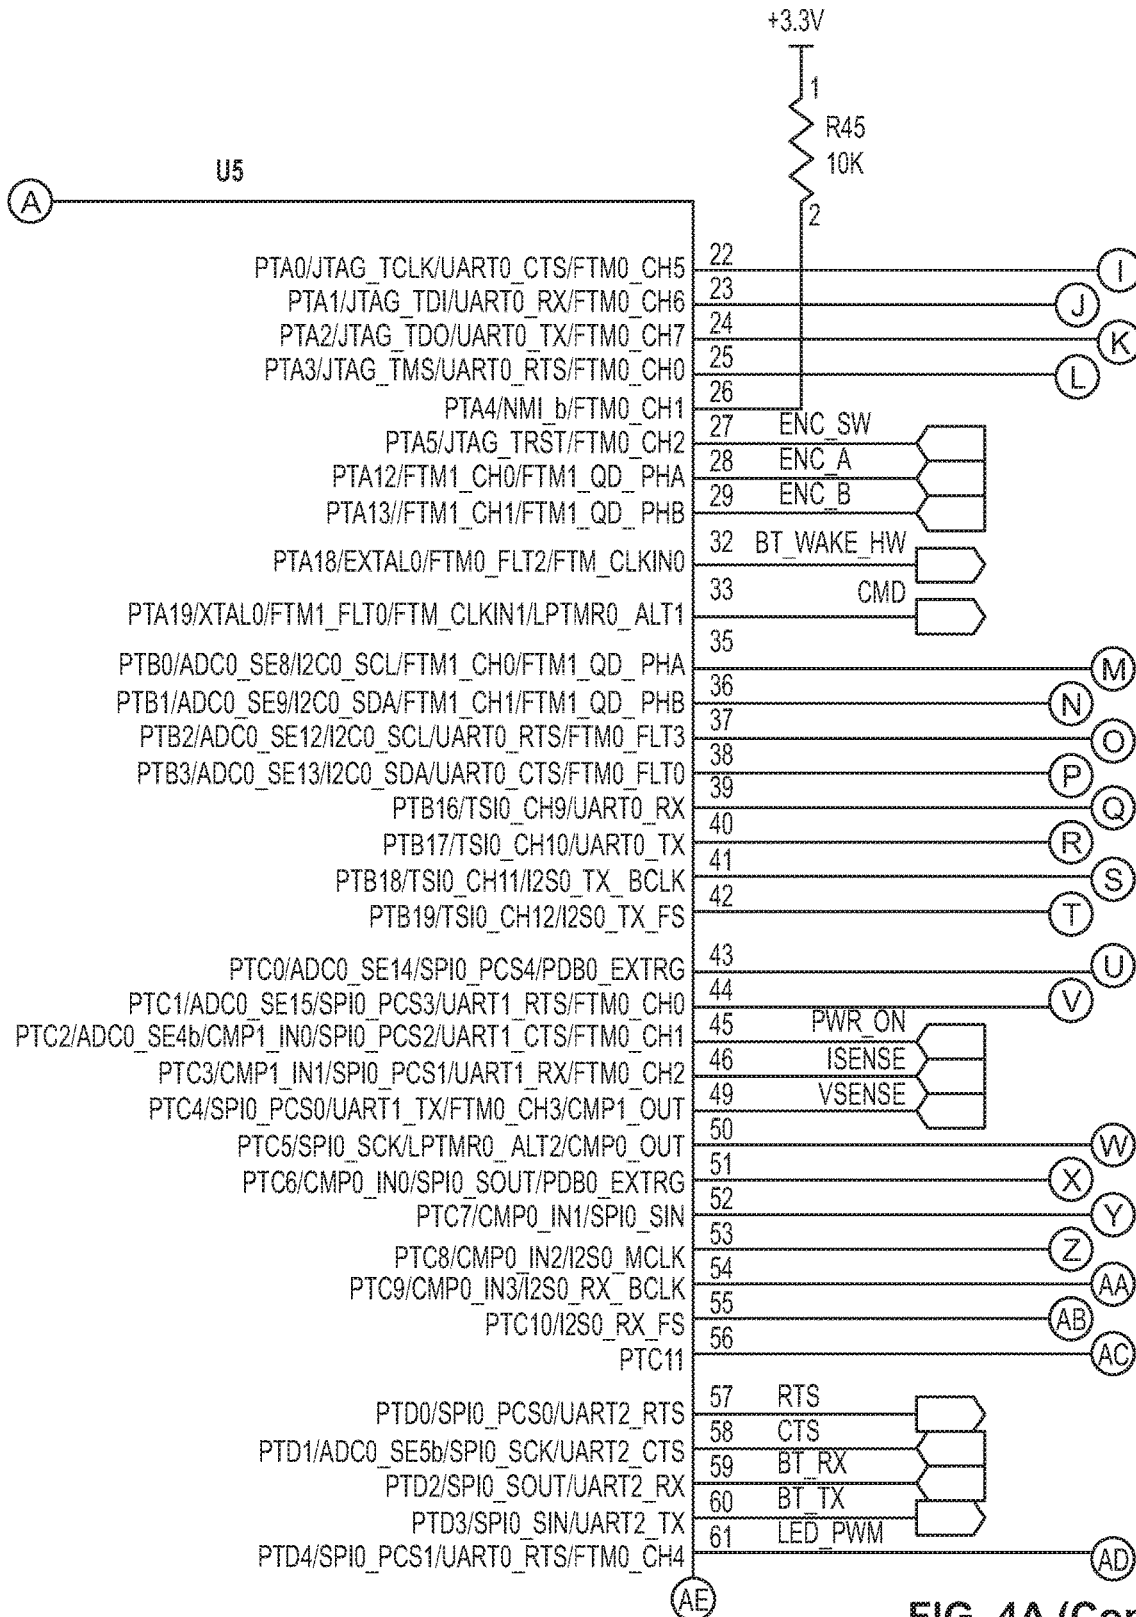 +3.3V
1
R45
10K
2
U5
A
PTA0/JTAG_TCLK/UART0_CTS/FTM0_CH5 22 I
PTA1/JTAG_TDI/UART0_RX/FTM0_CH6 23 J
PTA2/JTAG_TDO/UART0_TX/FTM0_CH7 24 K
PTA3/JTAG_TMS/UART0_RTS/FTM0_CH0 25 L
PTA4/NMI_b/FTM0_CH1 26
PTA5/JTAG_TRST/FTM0_CH2 27 ENC_SW
PTA12/FTM1_CH0/FTM1_QD_PHA 28 ENC_A
PTA13//FTM1_CH1/FTM1_QD_PHB 29 ENC_B
PTA18/EXTAL0/FTM0_FLT2/FTM_CLKIN0 32 BT_WAKE_HW
PTA19/XTAL0/FTM1_FLT0/FTM_CLKIN1/LPTMR0_ALT1 33 CMD
PTB0/ADC0_SE8/I2C0_SCL/FTM1_CH0/FTM1_QD_PHA 35 M
PTB1/ADC0_SE9/I2C0_SDA/FTM1_CH1/FTM1_QD_PHB 36 N
PTB2/ADC0_SE12/I2C0_SCL/UART0_RTS/FTM0_FLT3 37 O
PTB3/ADC0_SE13/I2C0_SDA/UART0_CTS/FTM0_FLT0 38 P
PTB16/TSI0_CH9/UART0_RX 39 Q
PTB17/TSI0_CH10/UART0_TX 40 R
PTB18/TSI0_CH11/I2S0_TX_BCLK 41 S
PTB19/TSI0_CH12/I2S0_TX_FS 42 T
PTC0/ADC0_SE14/SPI0_PCS4/PDB0_EXTRG 43 U
PTC1/ADC0_SE15/SPI0_PCS3/UART1_RTS/FTM0_CH0 44 V
PTC2/ADC0_SE4b/CMP1_IN0/SPI0_PCS2/UART1_CTS/FTM0_CH1 45 PWR_ON
PTC3/CMP1_IN1/SPI0_PCS1/UART1_RX/FTM0_CH2 46 ISENSE
PTC4/SPI0_PCS0/UART1_TX/FTM0_CH3/CMP1_OUT 49 VSENSE
PTC5/SPI0_SCK/LPTMR0_ALT2/CMP0_OUT 50 W
PTC6/CMP0_IN0/SPI0_SOUT/PDB0_EXTRG 51 X
PTC7/CMP0_IN1/SPI0_SIN 52 Y
PTC8/CMP0_IN2/I2S0_MCLK 53 Z
PTC9/CMP0_IN3/I2S0_RX_BCLK 54 AA
PTC10/I2S0_RX_FS 55 AB
PTC11 56 AC
PTD0/SPI0_PCS0/UART2_RTS 57 RTS
PTD1/ADC0_SE5b/SPI0_SCK/UART2_CTS 58 CTS
PTD2/SPI0_SOUT/UART2_RX 59 BT_RX
PTD3/SPI0_SIN/UART2_TX 60 BT_TX
PTD4/SPI0_PCS1/UART0_RTS/FTM0_CH4 61 LED_PWM AD
AE
FIG. 4A